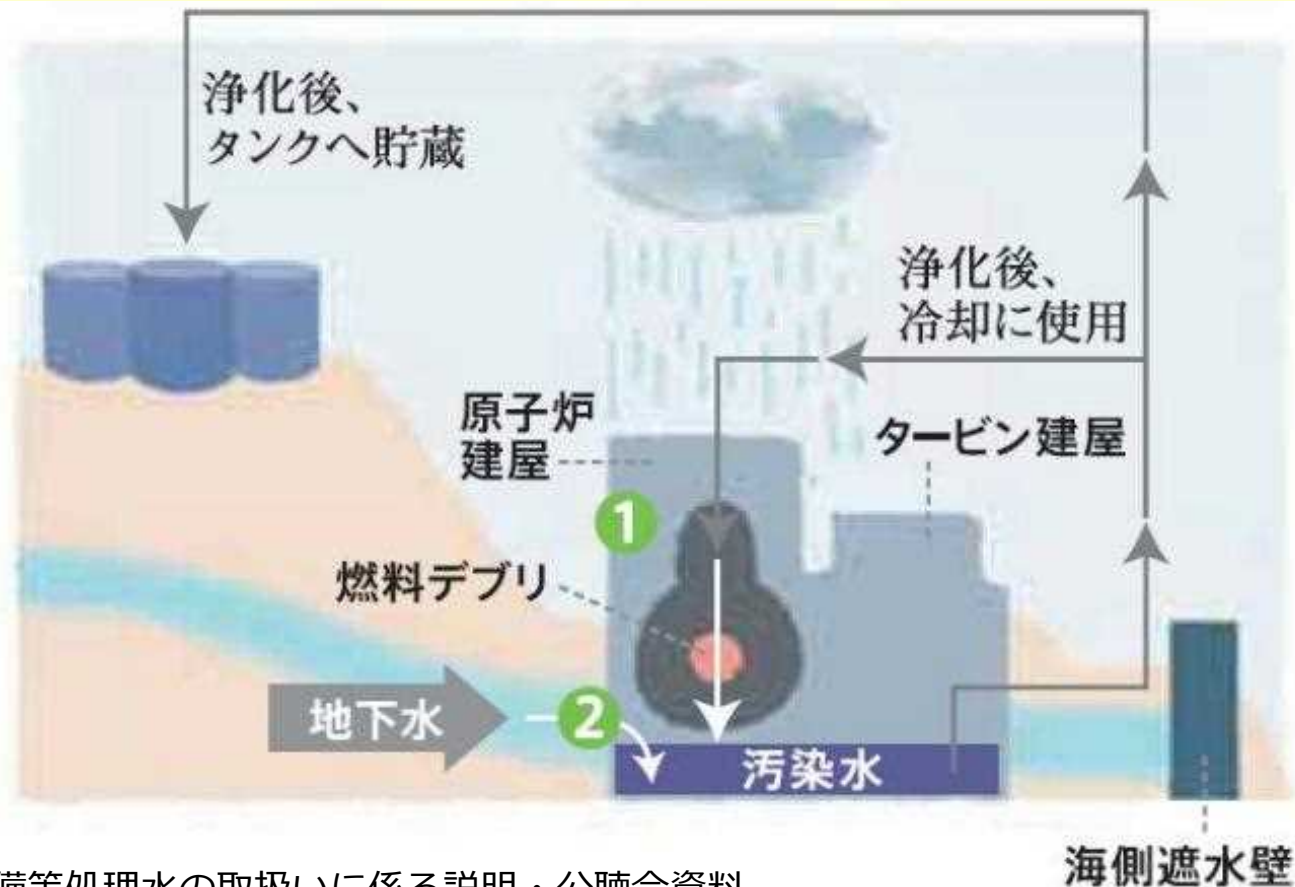 浄化後、
タンクへ貯蔵
浄化後、
冷却に使用
原子炉
建屋
タービン建屋
1
燃料デブリ
地下水
2
汚染水
海側遮水壁
備等処理水の取扱いに係る説明・公聴会資料